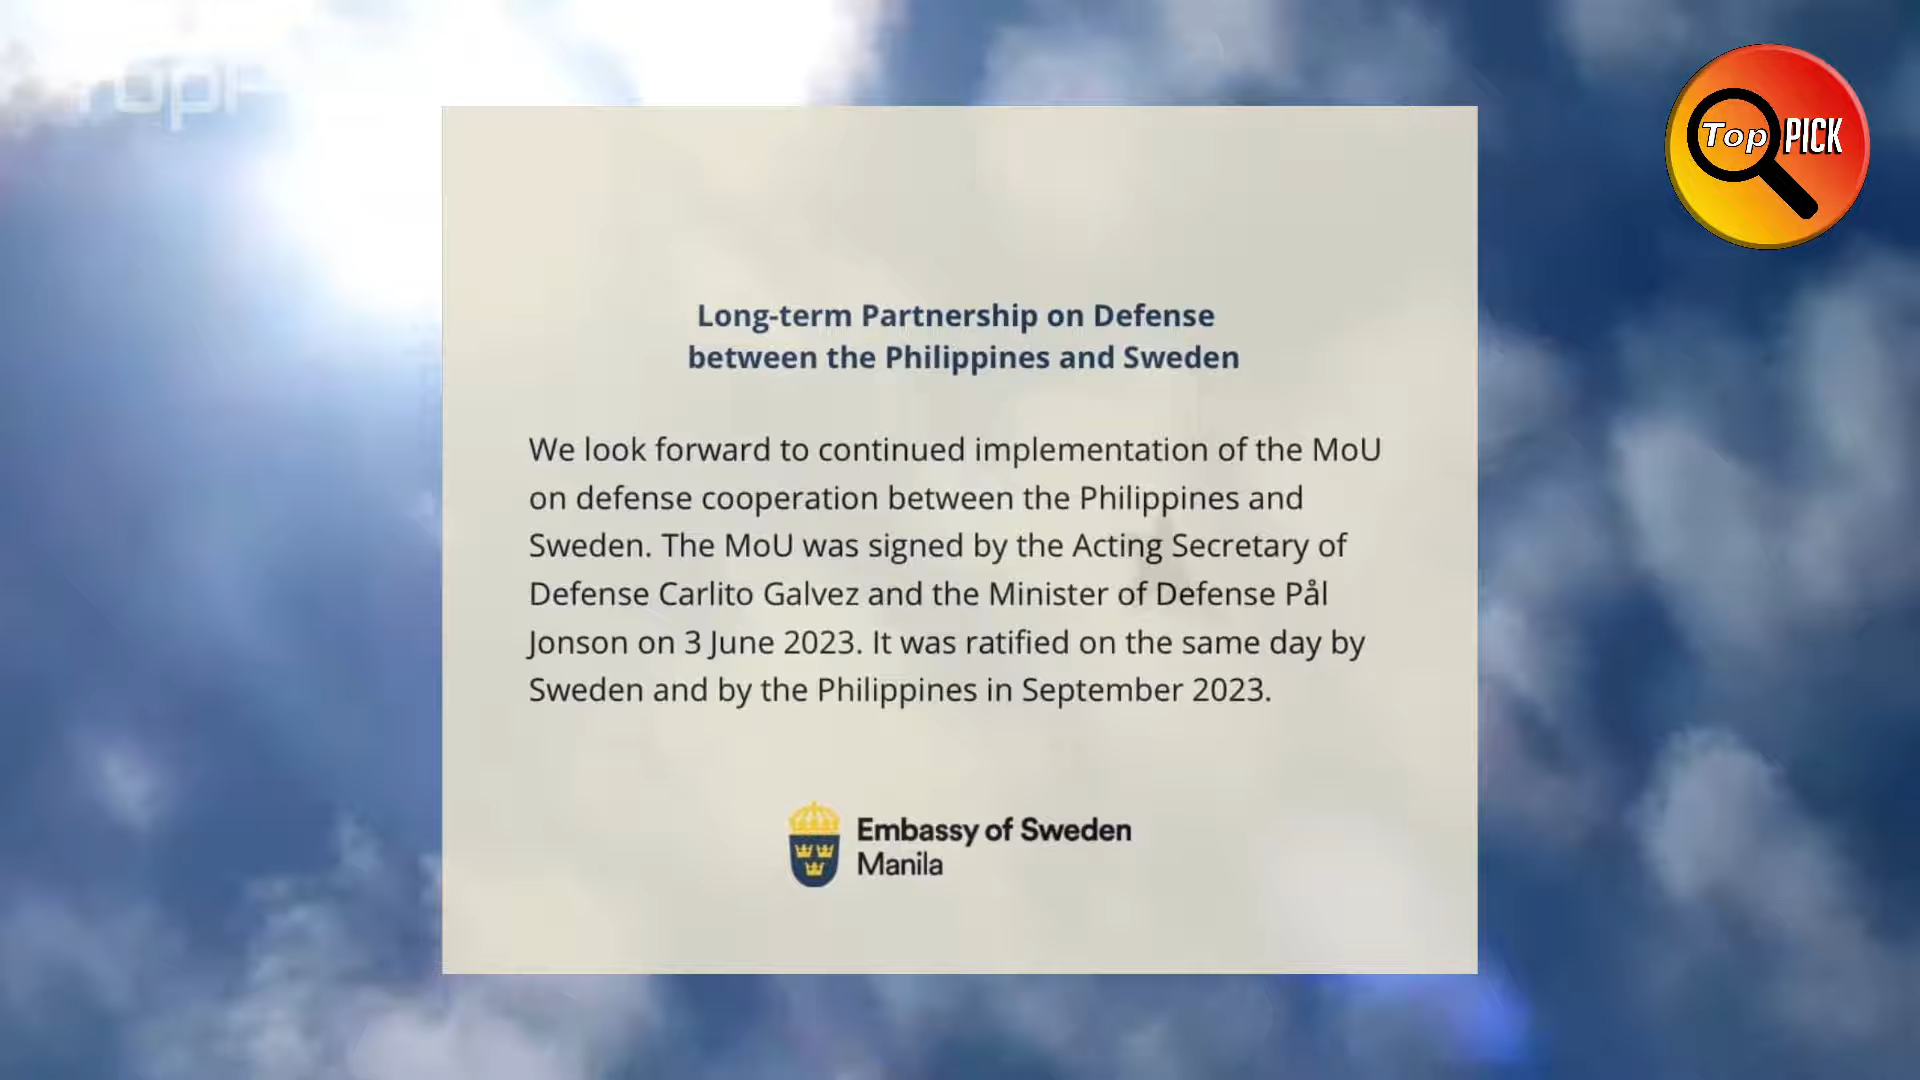 Top PICK
Long-term Partnership on Defense
between the Philippines and Sweden
We look forward to continued implementation of the MoU
on defense cooperation between the Philippines and
Sweden. The MoU was signed by the Acting Secretary of
Defense Carlito Galvez and the Minister of Defense Pål
Jonson on 3 June 2023. It was ratified on the same day by
Sweden and by the Philippines in September 2023.
Embassy of Sweden
Manila